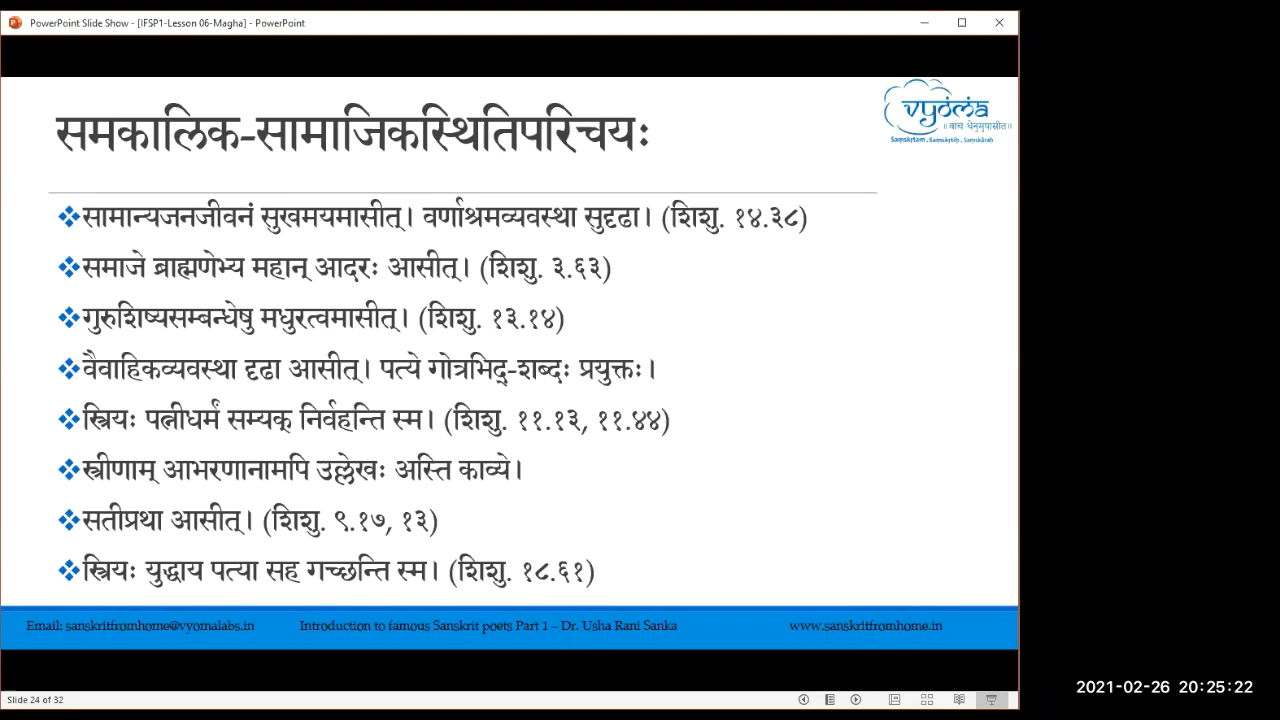 PowerPoint Slide Show - [IFSP1-Lesson 06-Magha] - PowerPoint
समकालिक-सामाजिकस्थितिपरिचयः
vyoma
॥ वाचं धेनुमुपासीत॥
Samskritam . Samskriti . Samskara
सामान्यजनजीवनं सुखमयमासीत्। वर्णाश्रमव्यवस्था सुदृढा। (शिशु. १४.३८)
समाजे ब्राह्मणेभ्य महान् आदरः आसीत्। (शिशु. ३.६३)
गुरुशिष्यसम्बन्धेषु मधुरत्वमासीत्। (शिशु. १३.१४)
वैवाहिकव्यवस्था दृढा आसीत्। पत्ये गोत्रभिद्-शब्दः प्रयुक्तः।
स्त्रियः पत्नीधर्मं सम्यक् निर्वहन्ति स्म। (शिशु. ११.१३, ११.४४)
स्त्रीणाम् आभरणानामपि उल्लेखः अस्ति काव्ये।
सतीप्रथा आसीत्। (शिशु. ९.१७, १३)
स्त्रियः युद्धाय पत्या सह गच्छन्ति स्म। (शिशु. १८.६१)
Email: sanskritfromhome@vyomalabs.in Introduction to famous Sanskrit poets Part 1 – Dr. Usha Rani Sanka www.sanskritfromhome.in
Slide 24 of 32
2021-02-26 20:25:22